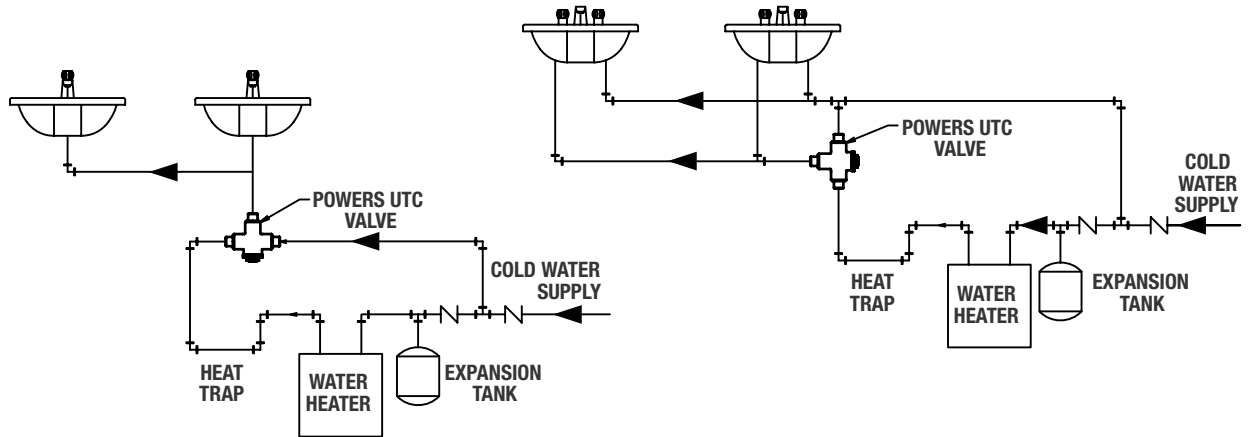 POWERS UTC
VALVE
COLD WATER
SUPPLY
HEAT
TRAP
WATER
HEATER
EXPANSION
TANK
POWERS UTC
VALVE
COLD
WATER
SUPPLY
HEAT
TRAP
WATER
HEATER
EXPANSION
TANK